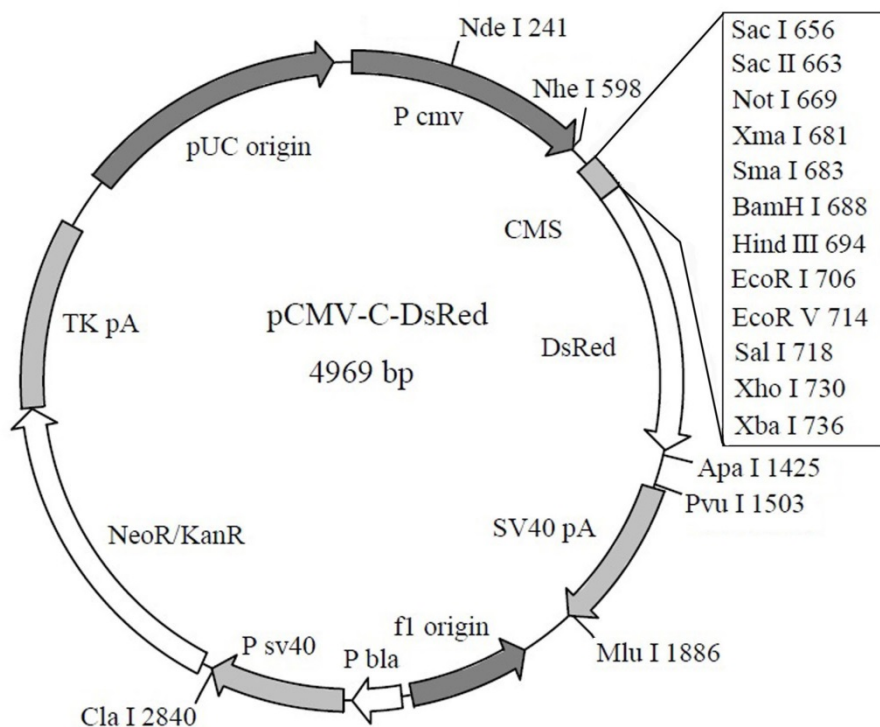 Nde I 241
Nhe I 598
P cmv
pUC origin
CMS
Sac I 656
Sac II 663
Not I 669
Xma I 681
Sma I 683
BamH I 688
Hind III 694
EcoR I 706
EcoR V 714
Sal I 718
Xho I 730
Xba I 736
TK pA
pCMV-C-DsRed
4969 bp
DsRed
Apa I 1425
Pvu I 1503
SV40 pA
NeoR/KanR
f1 origin
Mlu I 1886
P sv40
P bla
Cla I 2840